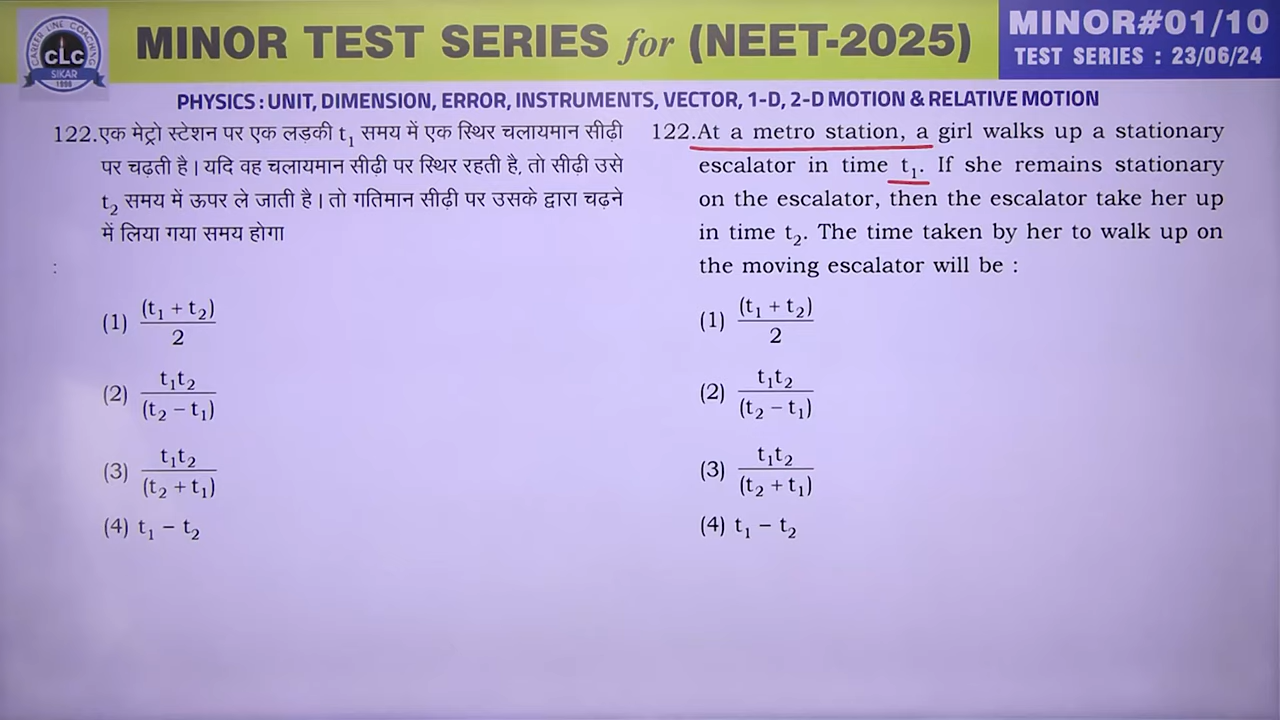 CAREER LINE COACHING
CLC
SIKAR
1996
MINOR TEST SERIES for (NEET-2025)
MINOR#01/10
TEST SERIES : 23/06/24
PHYSICS : UNIT, DIMENSION, ERROR, INSTRUMENTS, VECTOR, 1-D, 2-D MOTION & RELATIVE MOTION
122.एक मेट्रो स्टेशन पर एक लड़की t₁ समय में एक स्थिर चलायमान सीढ़ी
पर चढ़ती है। यदि वह चलायमान सीढ़ी पर स्थिर रहती है, तो सीढ़ी उसे
t₂ समय में ऊपर ले जाती है। तो गतिमान सीढ़ी पर उसके द्वारा चढ़ने
में लिया गया समय होगा
:
(1) (t₁ + t₂)/2
(2) t₁t₂/(t₂ – t₁)
(3) t₁t₂/(t₂ + t₁)
(4) t₁ – t₂
122.At a metro station, a girl walks up a stationary
escalator in time t₁. If she remains stationary
on the escalator, then the escalator take her up
in time t₂. The time taken by her to walk up on
the moving escalator will be :
(1) (t₁ + t₂)/2
(2) t₁t₂/(t₂ – t₁)
(3) t₁t₂/(t₂ + t₁)
(4) t₁ – t₂